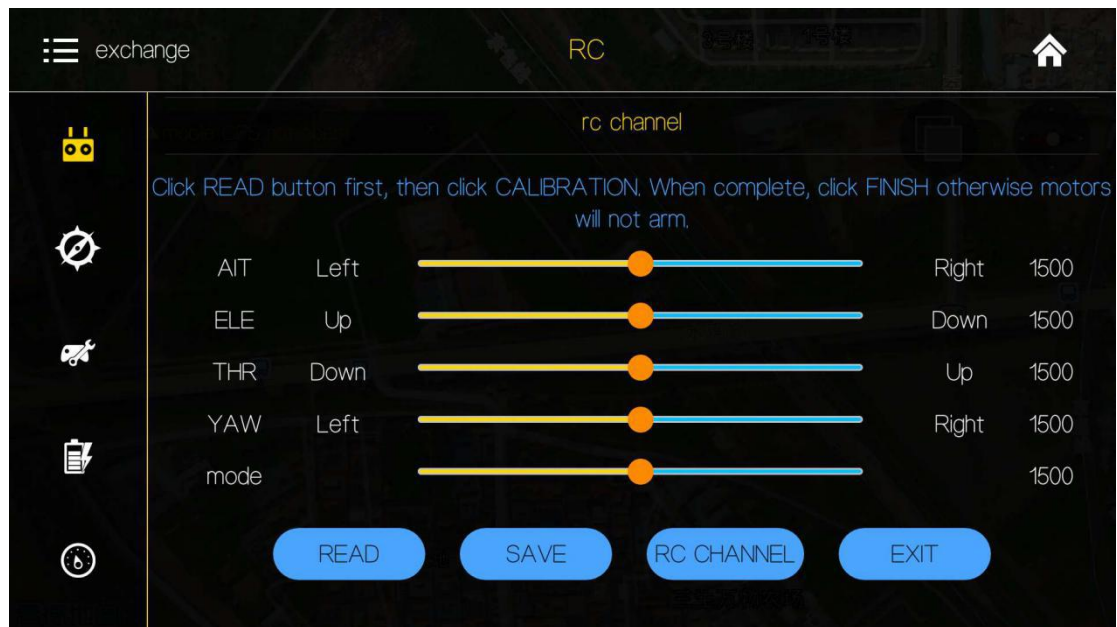 exchange
RC
rc channel
Click READ button first, then click CALIBRATION. When complete, click FINISH otherwise motors
will not arm.
AIT Left Right 1500
ELE Up Down 1500
THR Down Up 1500
YAW Left Right 1500
mode 1500
READ SAVE RC CHANNEL EXIT